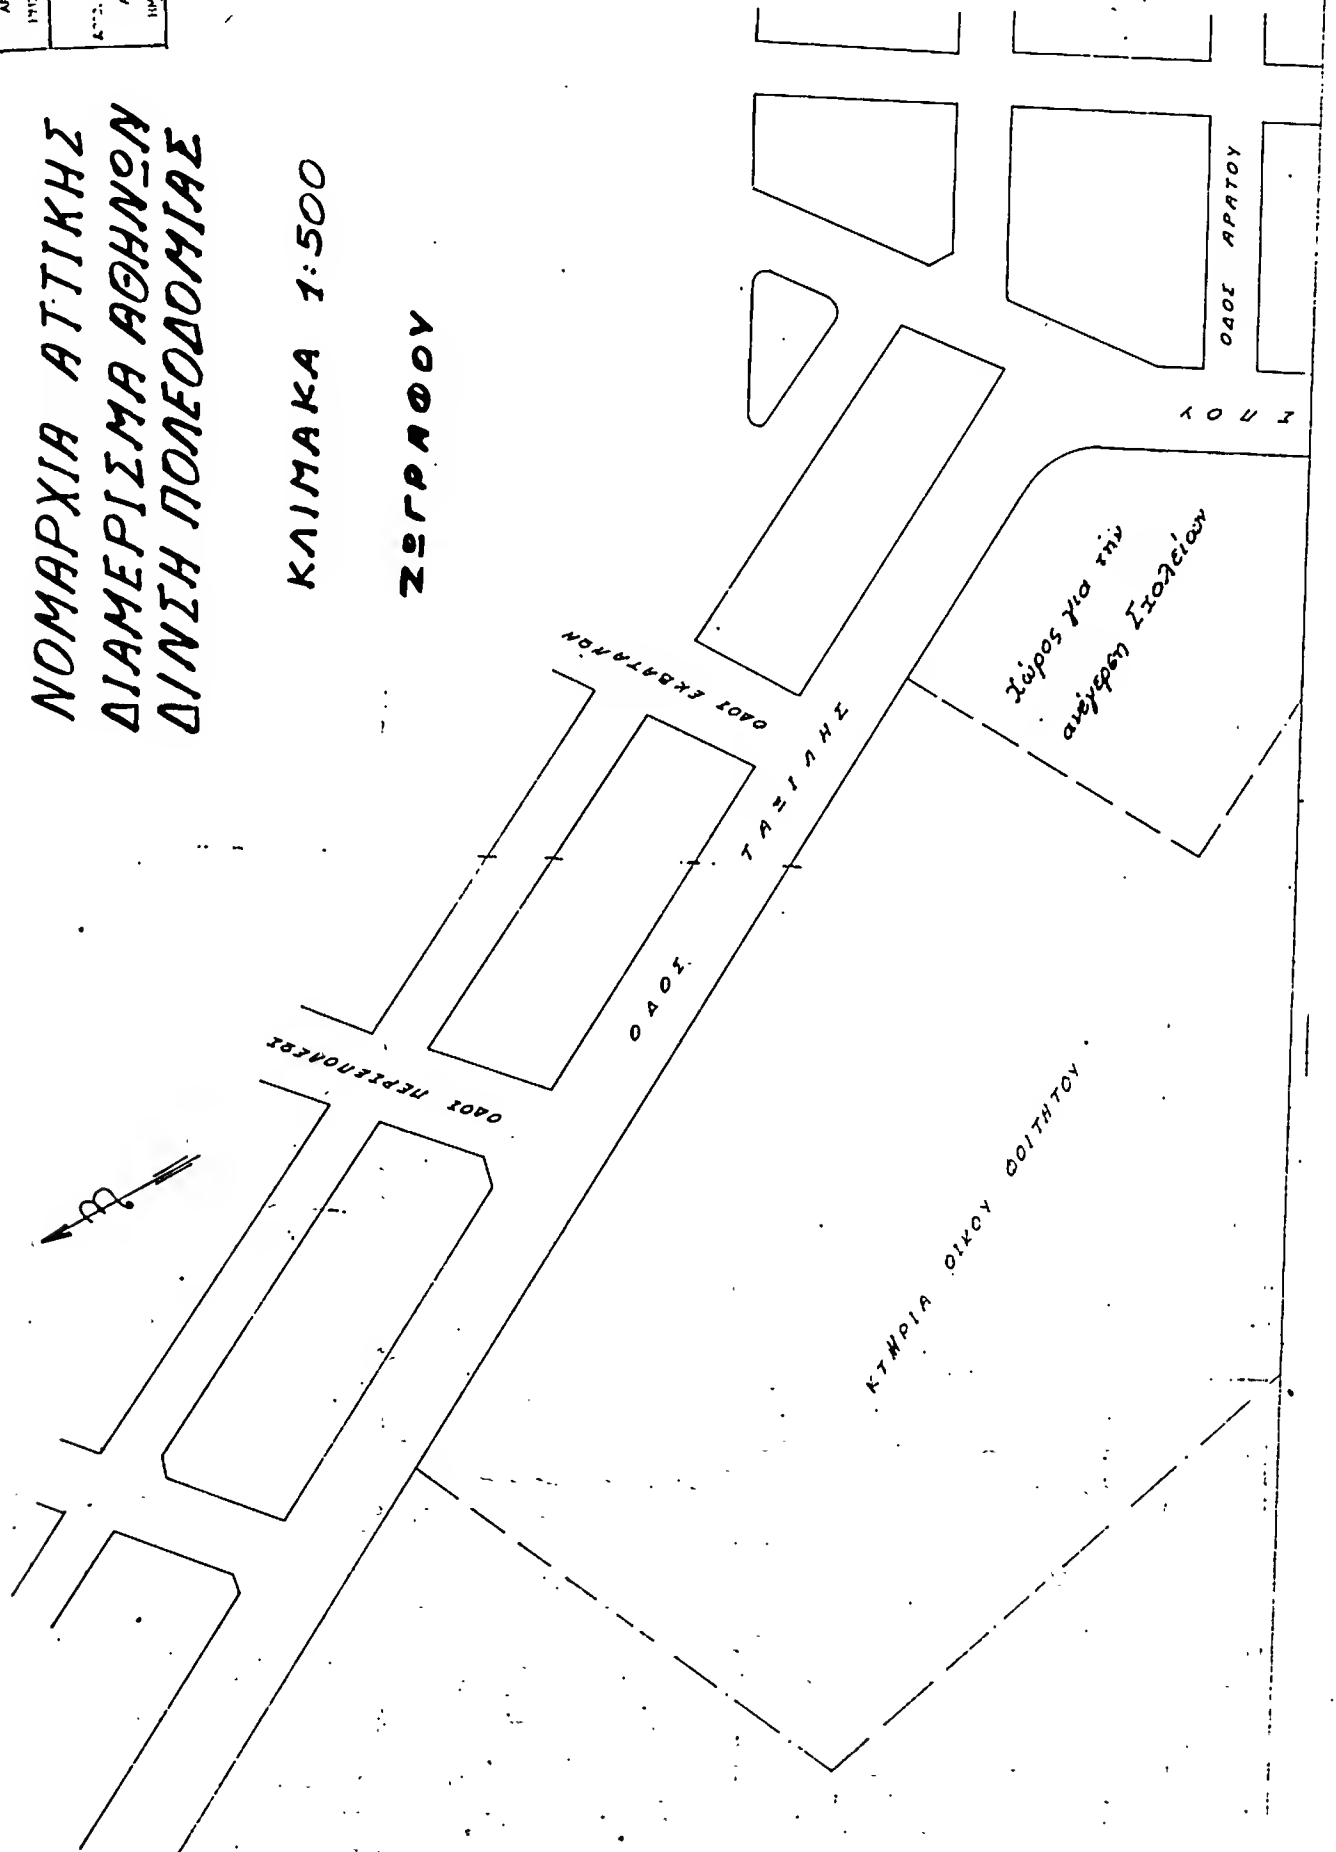 ΝΟΜΑΡΧΙΑ ΑΤΤΙΚΗΣ
ΔΙΑΜΕΡΙΣΜΑ ΑΘΗΝΩΝ
ΔΙΝΣΗ ΠΟΛΕΟΔΟΜΙΑΣ
ΚΛΙΜΑΚΑ 1:500
ΖΩΓΡΑΦΟΥ
ΟΔΟΣ ΑΡΑΤΟΥ
ΟΔΟΣ ΕΚΒΑΤΑΝΩΝ
ΟΔΟΣ ΤΑΞΙΛΗΣ
ΟΔΟΣ ΠΕΡΣΕΠΟΛΕΩΣ
Χώρος για την
ανέγερση Σχολείων
ΚΤΗΡΙΑ ΟΙΚΟΥ ΦΟΙΤΗΤΟΥ
Β